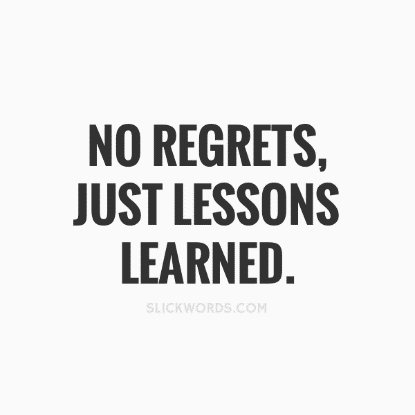 NO REGRETS,
JUST LESSONS
LEARNED.
SLICKWORDS.COM